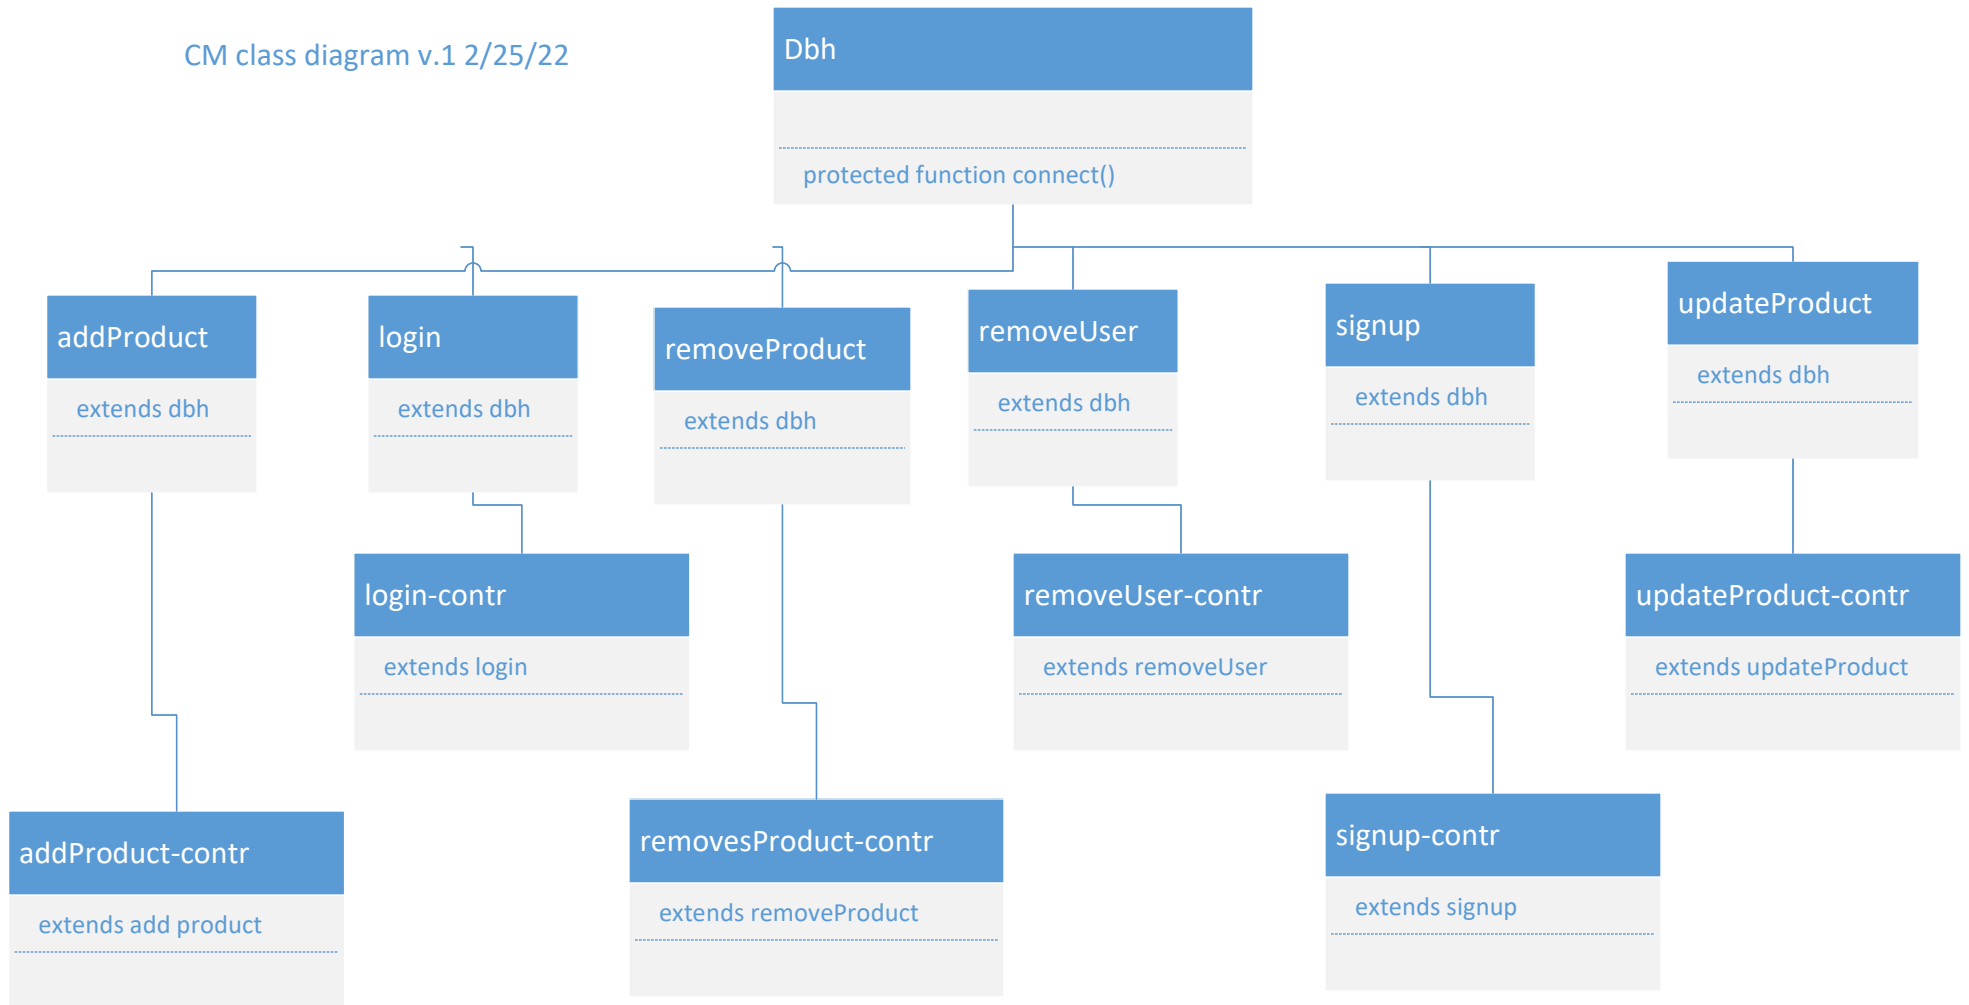 CM class diagram v.1 2/25/22
Dbh
protected function connect()
addProduct
extends dbh
login
extends dbh
removeProduct
extends dbh
removeUser
extends dbh
signup
extends dbh
updateProduct
extends dbh
login-contr
extends login
removeUser-contr
extends removeUser
updateProduct-contr
extends updateProduct
addProduct-contr
extends add product
removesProduct-contr
extends removeProduct
signup-contr
extends signup